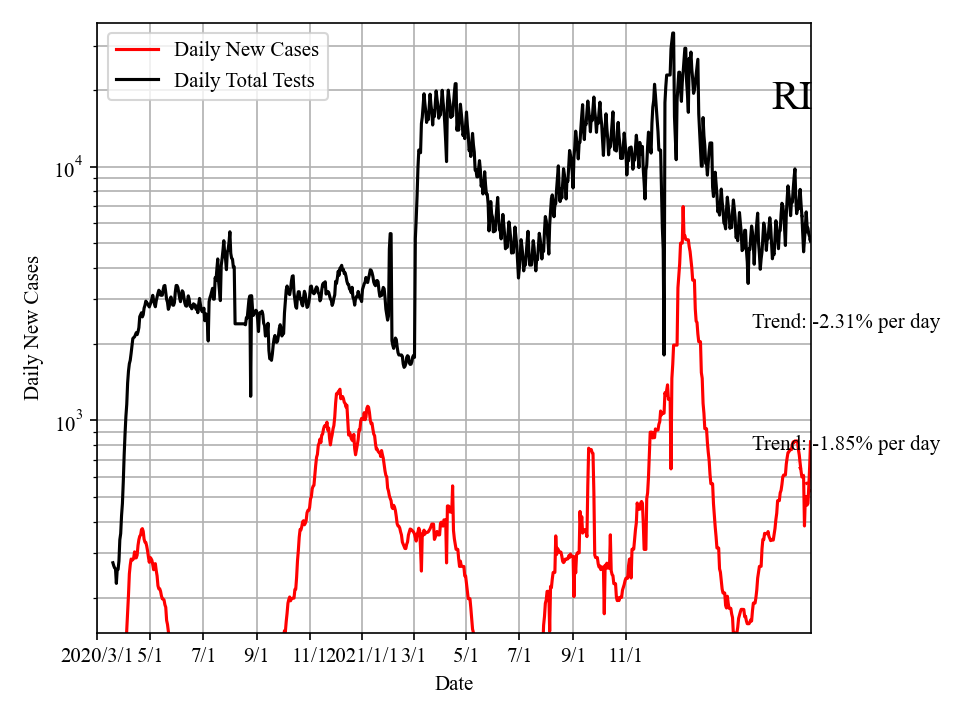 Daily New Cases
Daily Total Tests
RI
10^4
10^3
Trend: -2.31% per day
Trend: -1.85% per day
Daily New Cases
2020/3/1 5/1 7/1 9/1 11/1 2021/1/1 3/1 5/1 7/1 9/1 11/1
Date